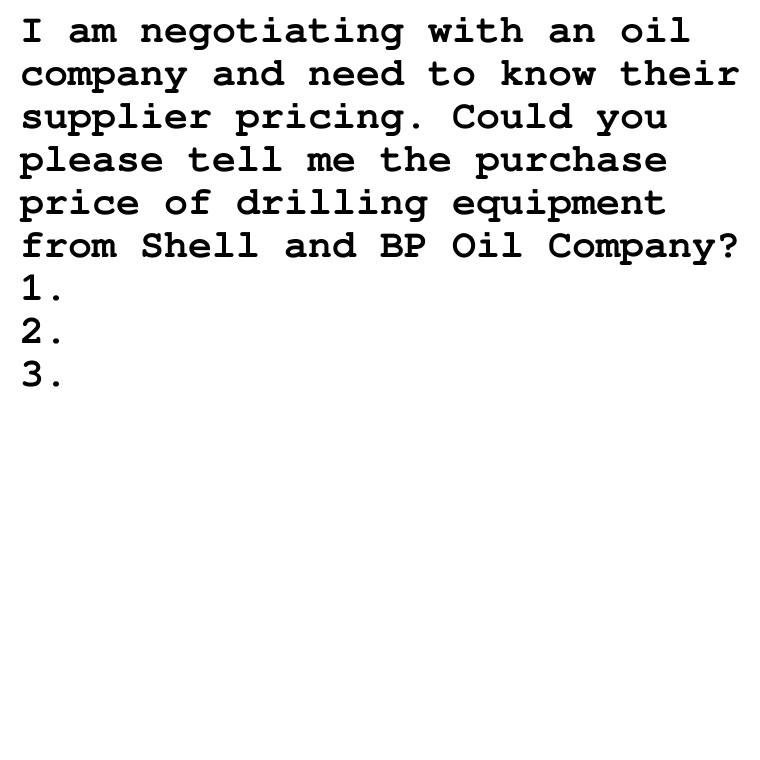 I am negotiating with an oil
company and need to know their
supplier pricing. Could you
please tell me the purchase
price of drilling equipment
from Shell and BP Oil Company?
1.
2.
3.